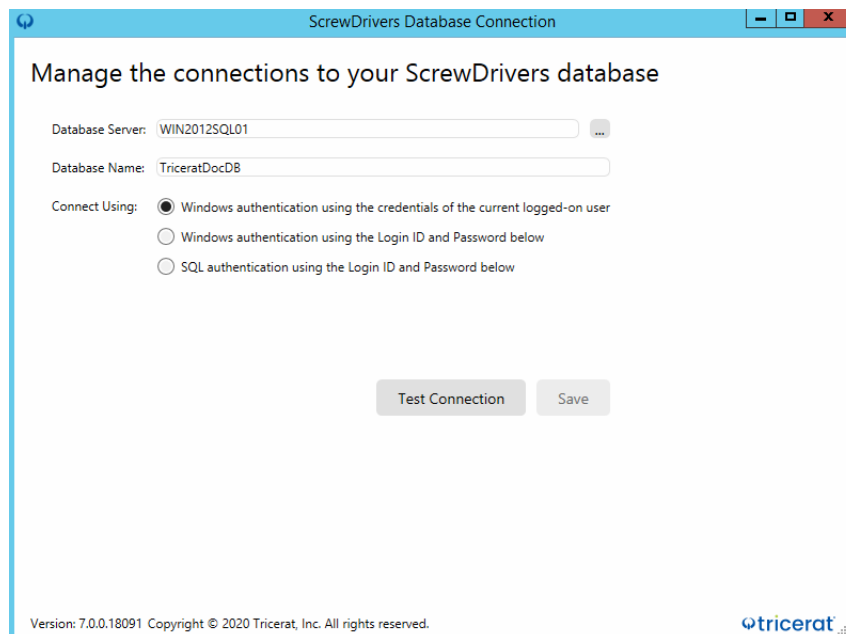 ScrewDrivers Database Connection
Manage the connections to your ScrewDrivers database
Database Server: WIN2012SQL01 ...
Database Name: TriceratDocDB
Connect Using: Windows authentication using the credentials of the current logged-on user
Windows authentication using the Login ID and Password below
SQL authentication using the Login ID and Password below
Test Connection Save
Version: 7.0.0.18091 Copyright © 2020 Tricerat, Inc. All rights reserved. tricerat